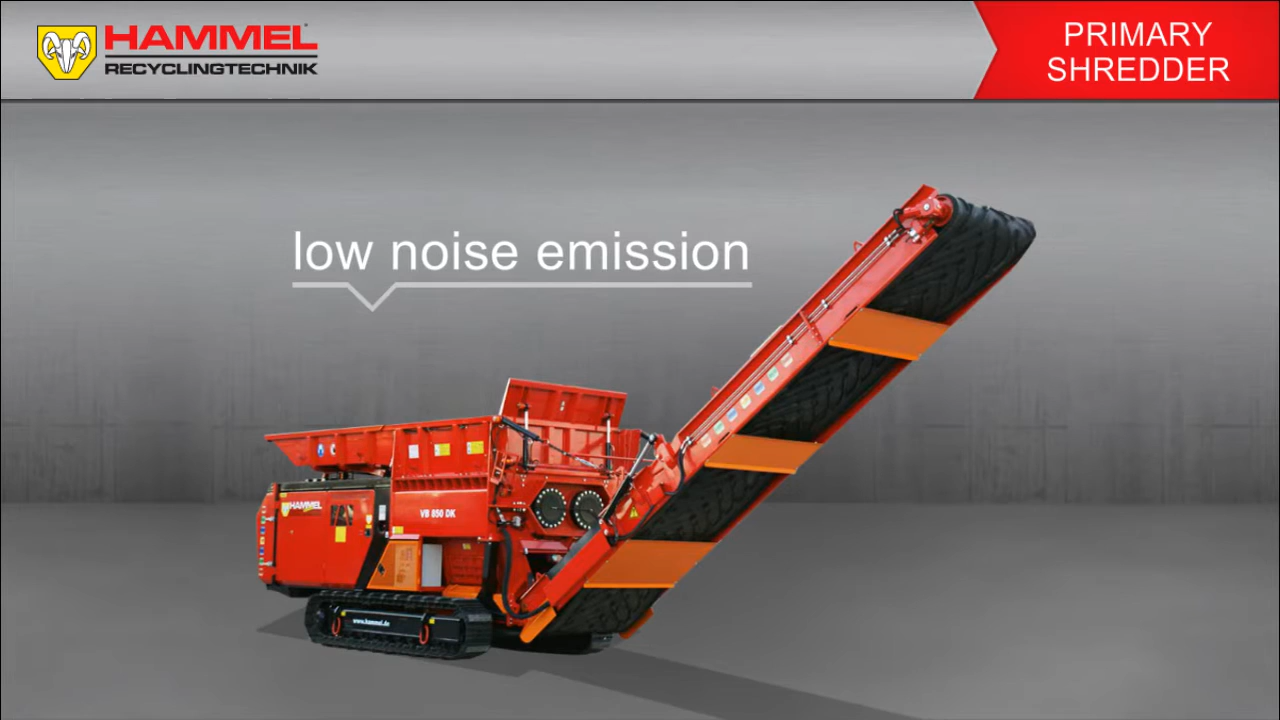 HAMMEL
RECYCLINGTECHNIK
PRIMARY
SHREDDER
low noise emission
HAMMEL
VB 850 DK
www.hammel.de